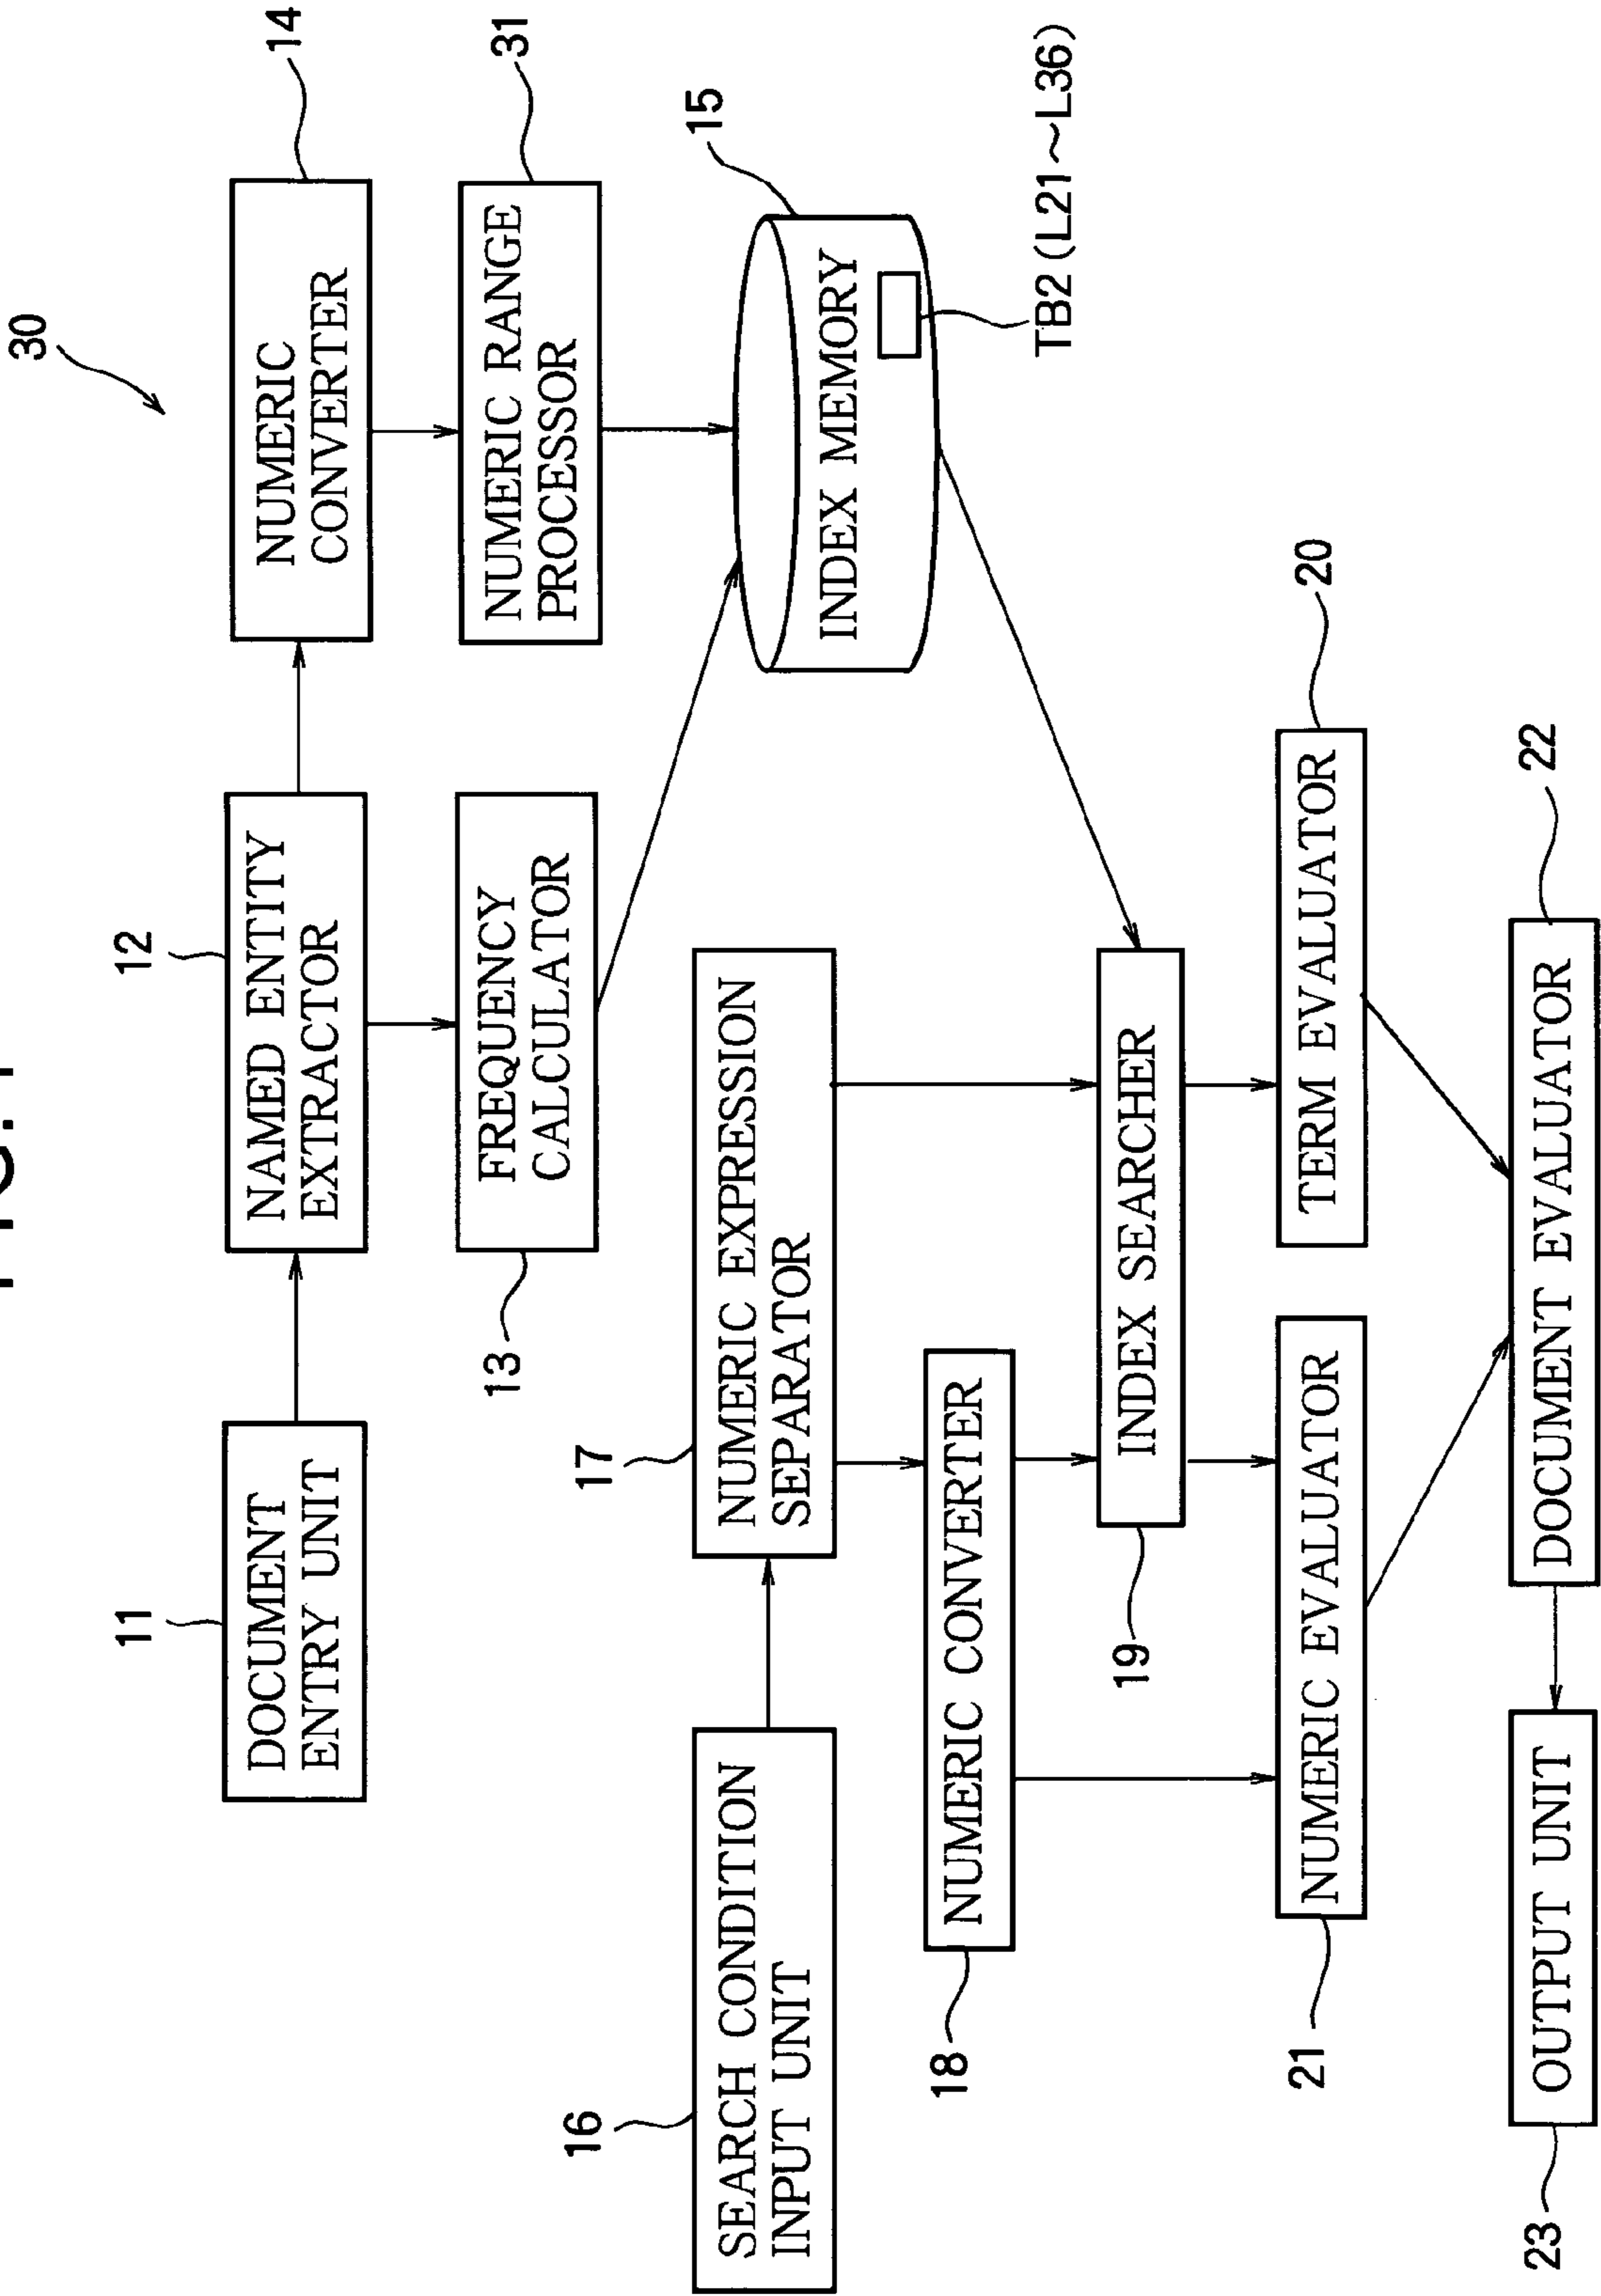 30
11
DOCUMENT
ENTRY UNIT
12
NAMED ENTITY
EXTRACTOR
NUMERIC
CONVERTER
14
13
FREQUENCY
CALCULATOR
NUMERIC RANGE
PROCESSOR
31
16
SEARCH CONDITION
INPUT UNIT
17
NUMERIC EXPRESSION
SEPARATOR
15
INDEX MEMORY
TB2 (L21~L36)
18
NUMERIC CONVERTER
19
INDEX SEARCHER
21
NUMERIC EVALUATOR
TERM EVALUATOR
20
23
OUTPUT UNIT
DOCUMENT EVALUATOR
22